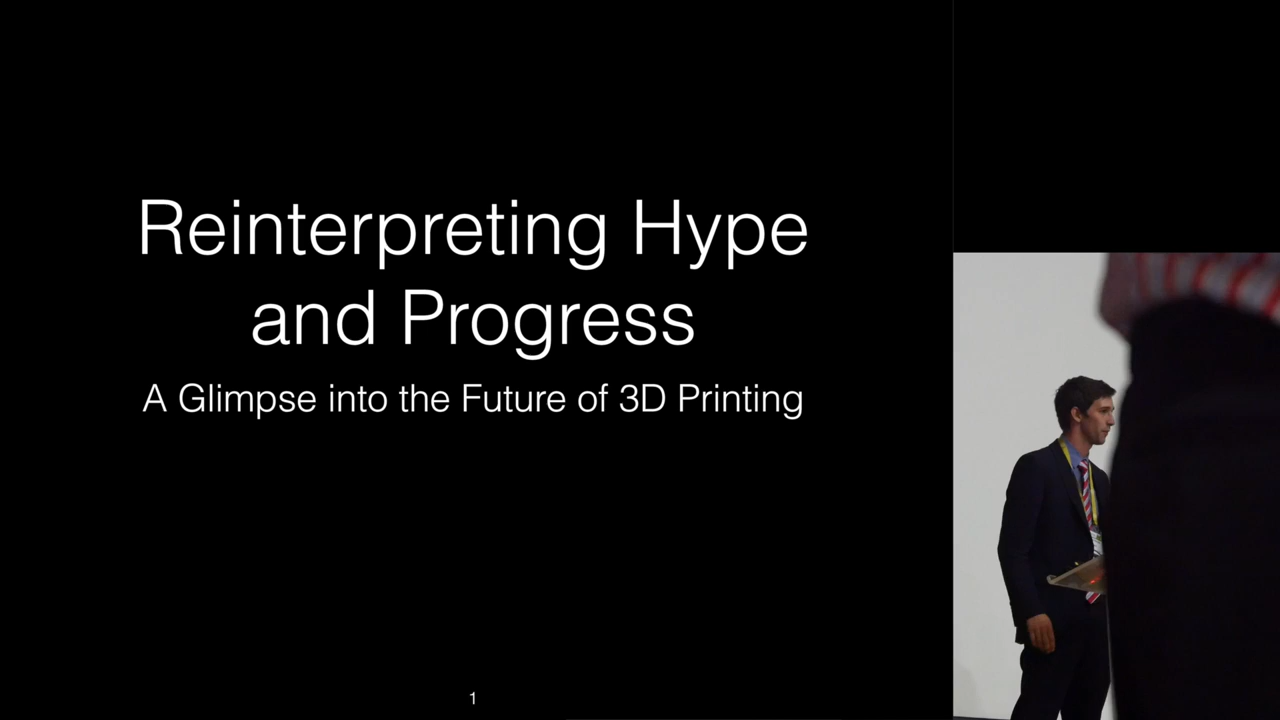 Reinterpreting Hype
and Progress
A Glimpse into the Future of 3D Printing
1